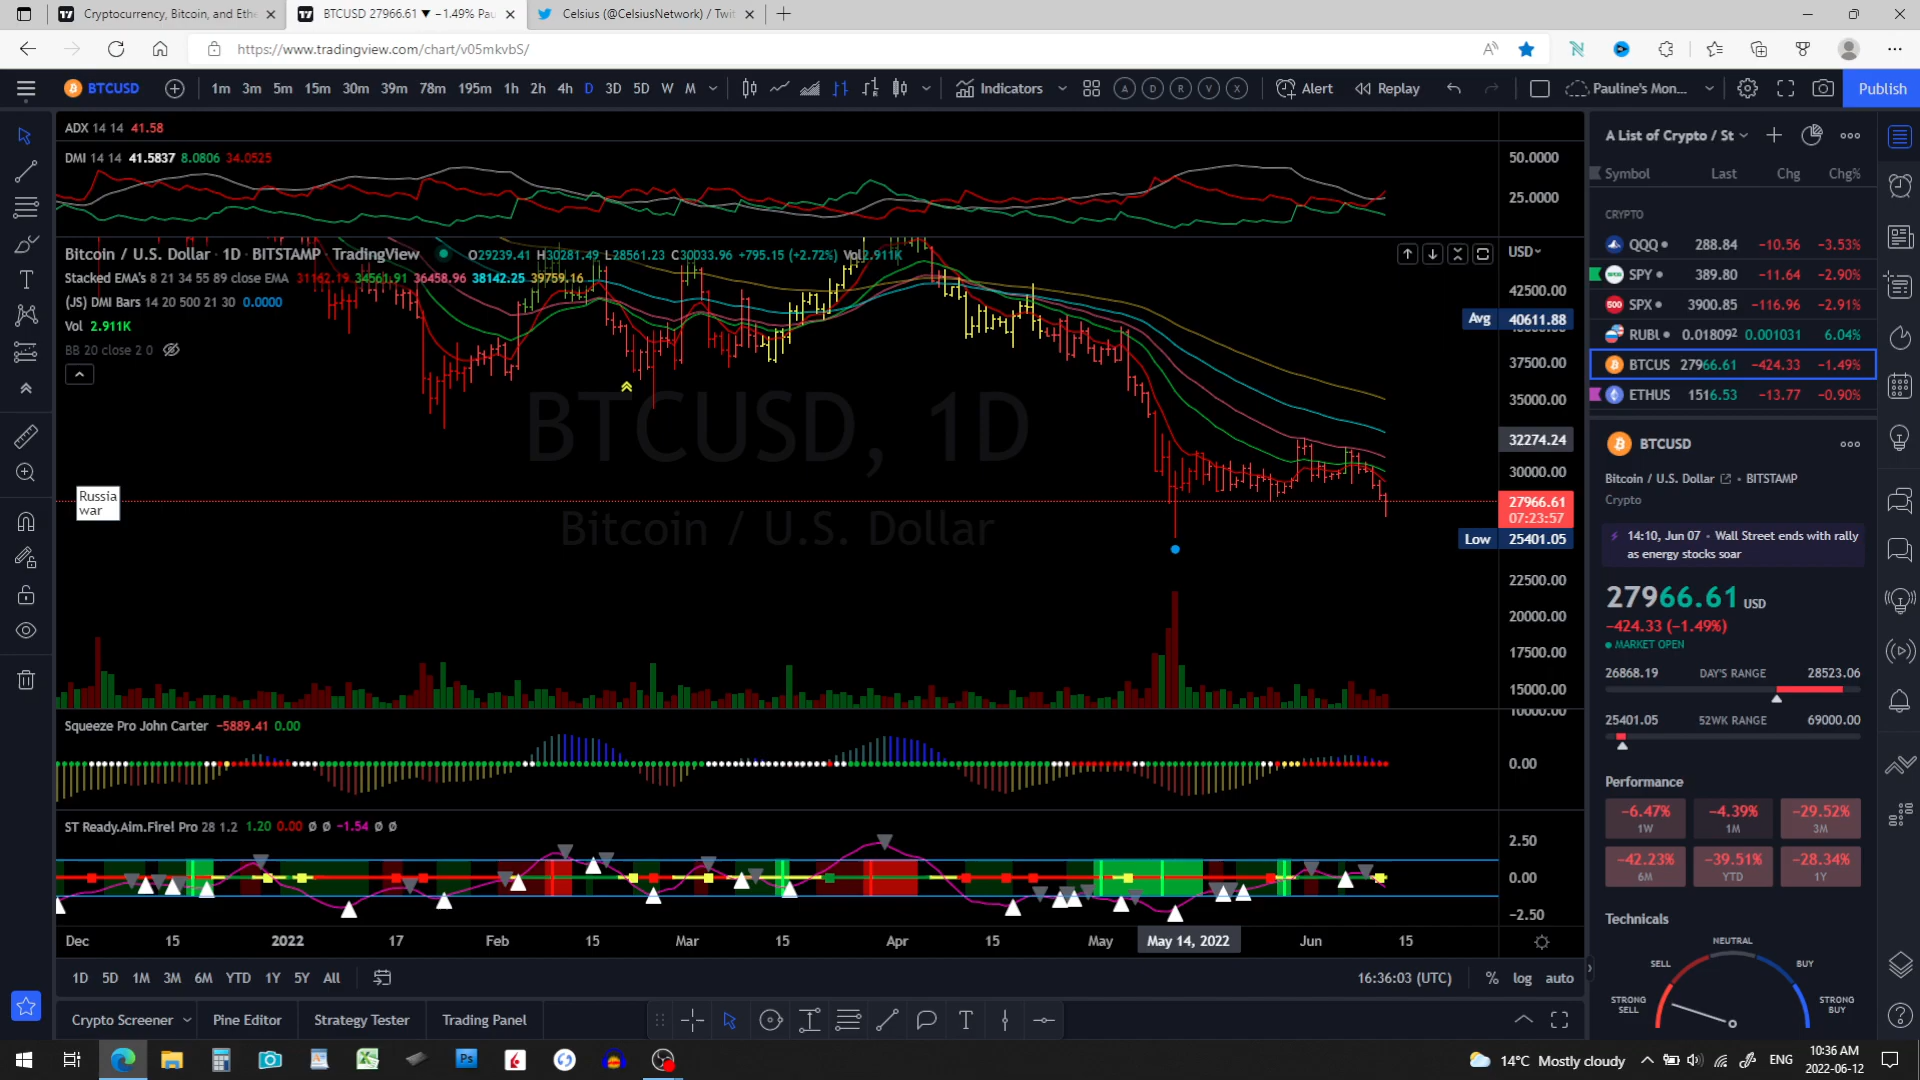 Cryptocurrency, Bitcoin, and Eth
BTCUSD 27966.61 ▼ −1.49% Pau
Celsius (@CelsiusNetwork) / Twit
https://www.tradingview.com/chart/v05mkvbS/
BTCUSD
1m 3m 5m 15m 30m 39m 78m 195m 1h 2h 4h D 3D 5D W M
Indicators
A D R V X
Alert
Replay
Pauline's Mon...
Publish
ADX 14 14 41.58
DMI 14 14 41.5837 8.0806 34.0525
50.0000
25.0000
Bitcoin / U.S. Dollar · 1D · BITSTAMP · TradingView
O29239.41 H30281.49 L28561.23 C30033.96 +795.15 (+2.72%) Vol2.911K
Stacked EMA's 8 21 34 55 89 close EMA 31162.19 34561.91 36458.96 38142.25 39759.16
(JS) DMI Bars 14 20 500 21 30 0.0000
Vol 2.911K
BB 20 close 2 0
USD
42500.00
Avg 40611.88
37500.00
35000.00
32274.24
30000.00
27966.61
07:23:57
Low 25401.05
22500.00
20000.00
17500.00
15000.00
10000.00
BTCUSD, 1D
Bitcoin / U.S. Dollar
Russia
war
Squeeze Pro John Carter −5889.41 0.00
0.00
ST Ready.Aim.Fire! Pro 28 1.2 1.20 0.00 Ø Ø −1.54 Ø Ø
2.50
0.00
−2.50
Dec 15 2022 17 Feb 15 Mar 15 Apr 15 May May 14, 2022 Jun 15
1D 5D 1M 3M 6M YTD 1Y 5Y All
16:36:03 (UTC) % log auto
Crypto Screener Pine Editor Strategy Tester Trading Panel
A List of Crypto / St
Symbol Last Chg Chg%
CRYPTO
QQQ 288.84 −10.56 −3.53%
SPY 389.80 −11.64 −2.90%
SPX 3900.85 −116.96 −2.91%
RUBL 0.01809² 0.001031 6.04%
BTCUS 27966.61 −424.33 −1.49%
ETHUS 1516.53 −13.77 −0.90%
BTCUSD
Bitcoin / U.S. Dollar • BITSTAMP
Crypto
14:10, Jun 07 • Wall Street ends with rally
as energy stocks soar
27966.61 USD
−424.33 (−1.49%)
MARKET OPEN
26868.19 DAY'S RANGE 28523.06
25401.05 52WK RANGE 69000.00
Performance
−6.47% −4.39% −29.52%
1W 1M 3M
−42.23% −39.51% −28.34%
6M YTD 1Y
Technicals
NEUTRAL
SELL BUY
STRONG SELL
STRONG BUY
14°C Mostly cloudy
ENG
10:36 AM
2022-06-12